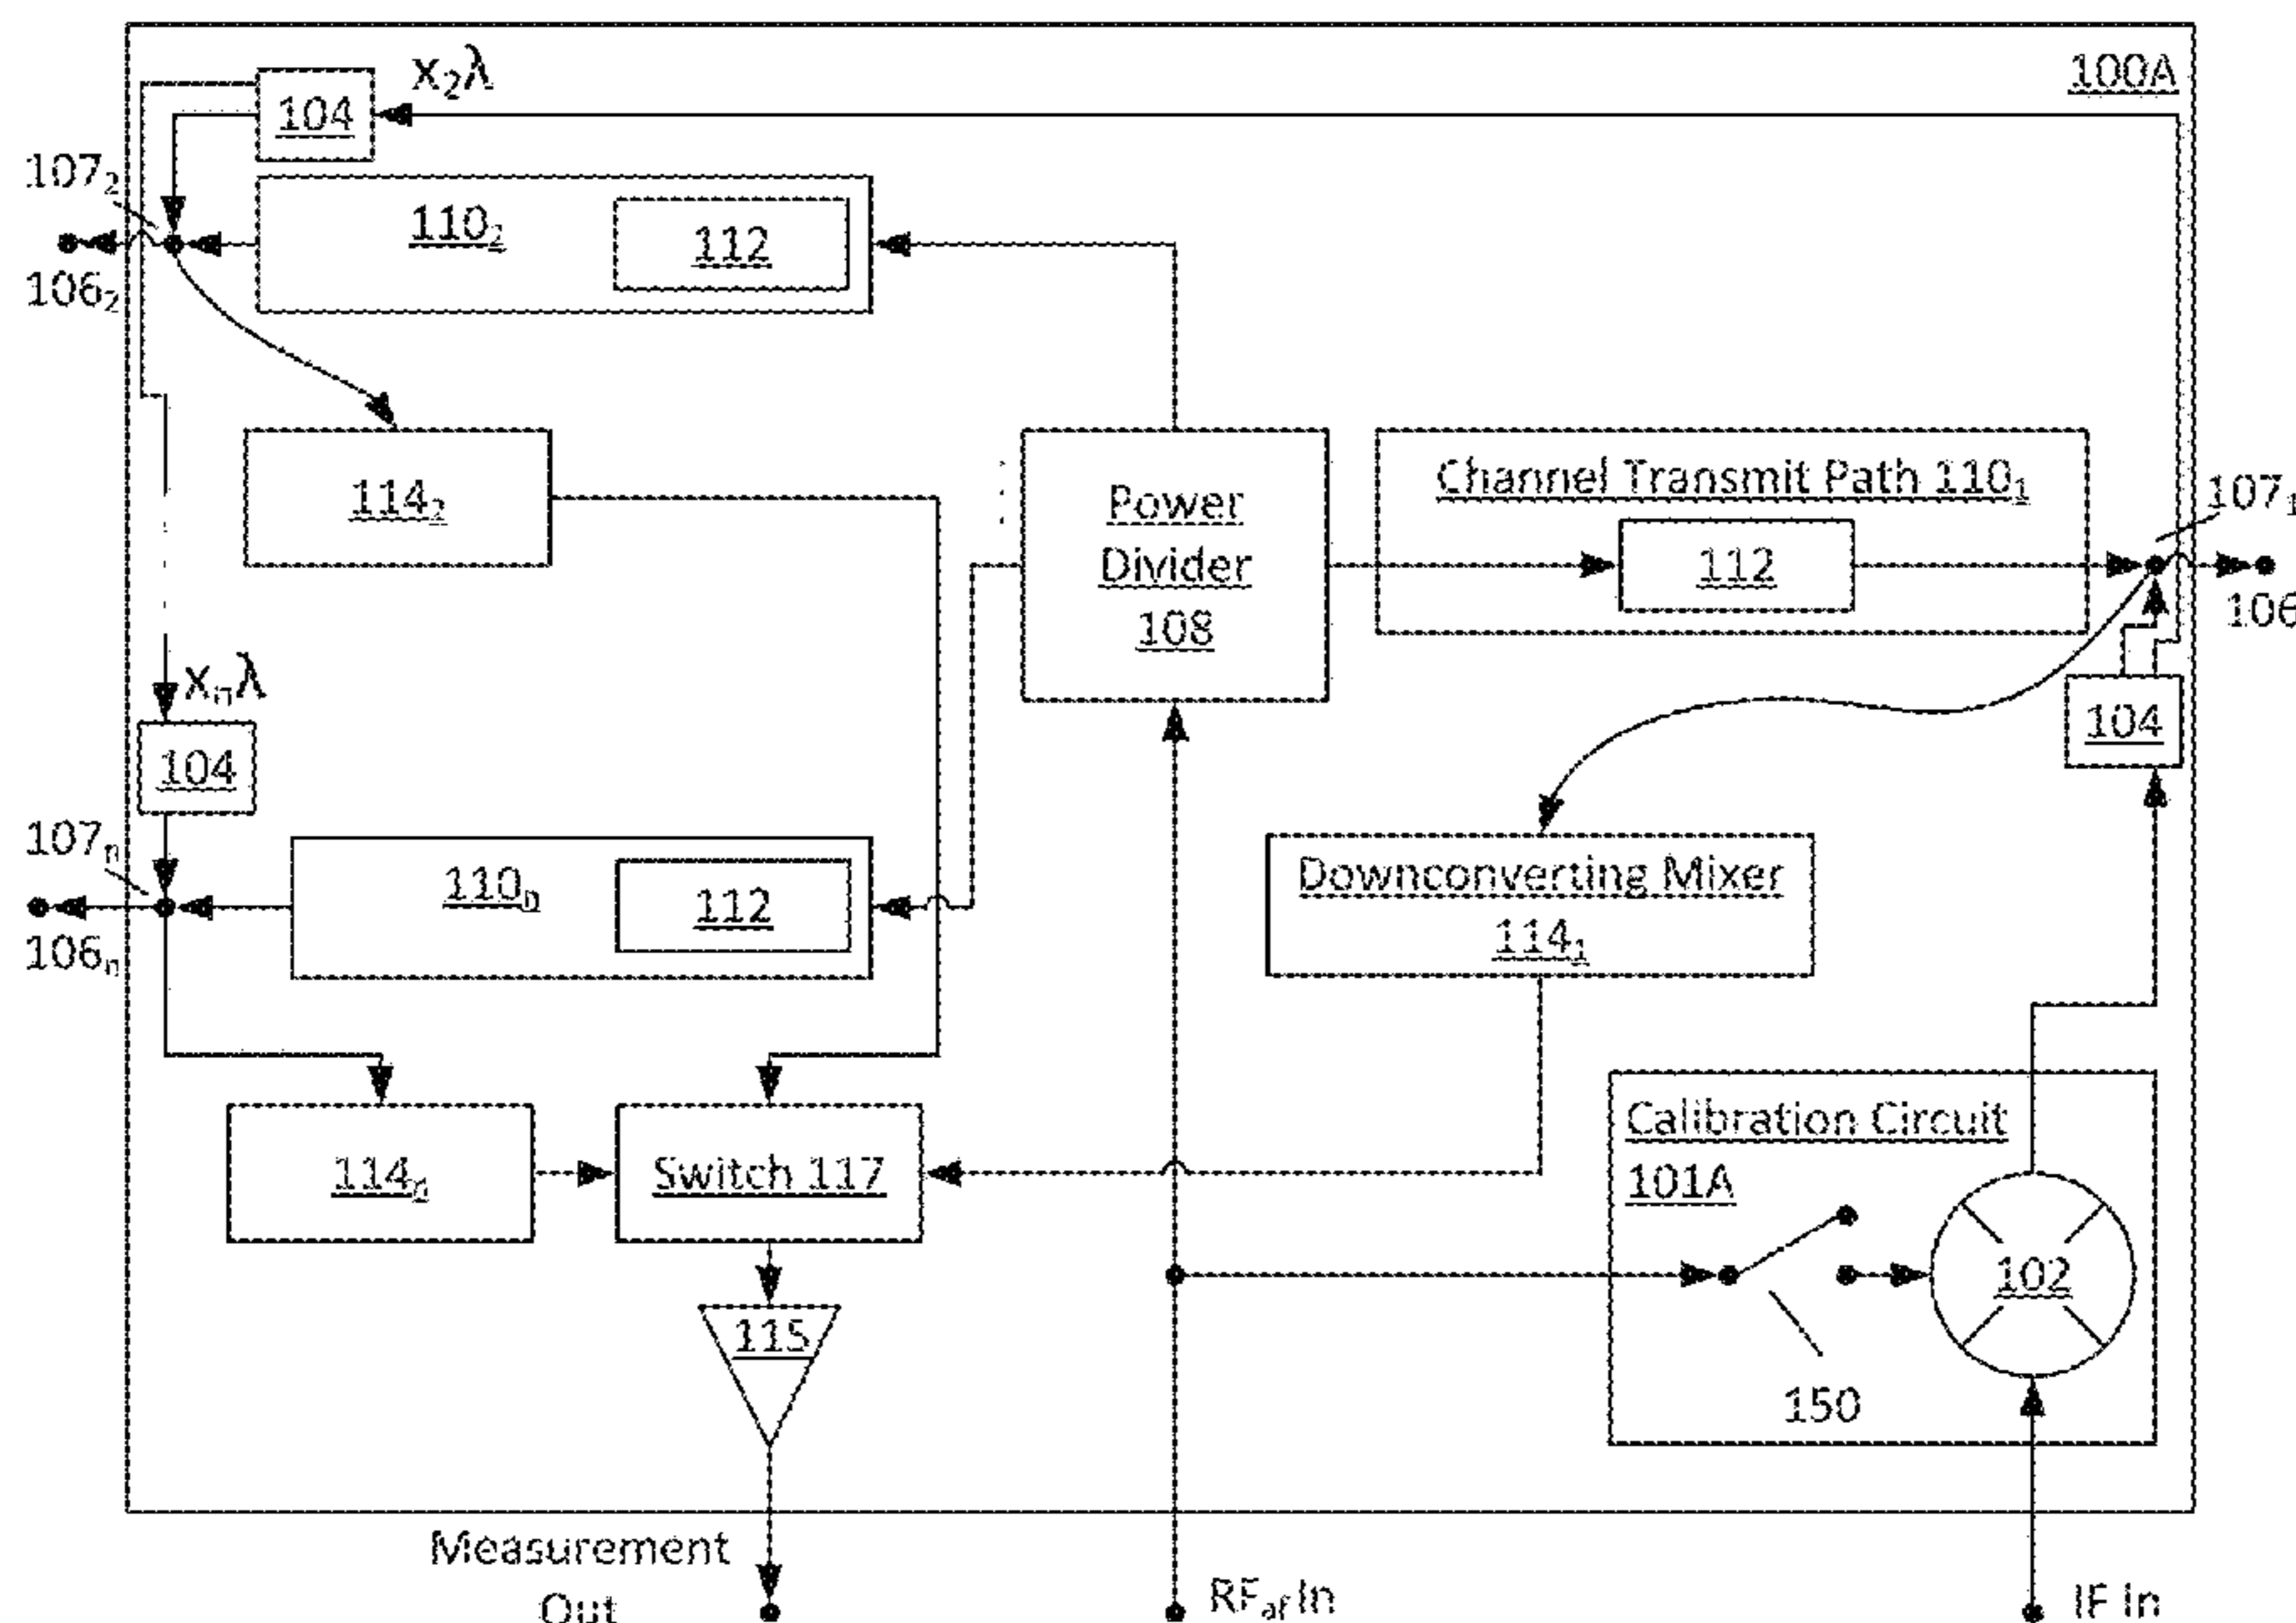 100A
X₂λ
104
107₂
110₂
112
106₂
114₂
Power
Divider
108
Channel Transmit Path 110₁
112
107₁
106
XₙΛ
104
104
107ₙ
110ₙ
112
106ₙ
Downconverting Mixer
114₁
114ₙ
Switch 117
Calibration Circuit
101A
102
115
150
Measurement
Out
RF In
IF In